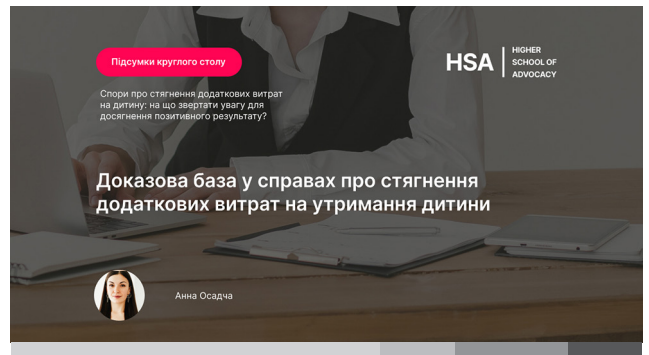 Підсумки круглого столу
HSA
HIGHER
SCHOOL OF
ADVOCACY
Спори про стягнення додаткових витрат
на дитину: на що звертати увагу для
досягнення позитивного результату?
Доказова база у справах про стягнення
додаткових витрат на утримання дитини
Анна Осадча